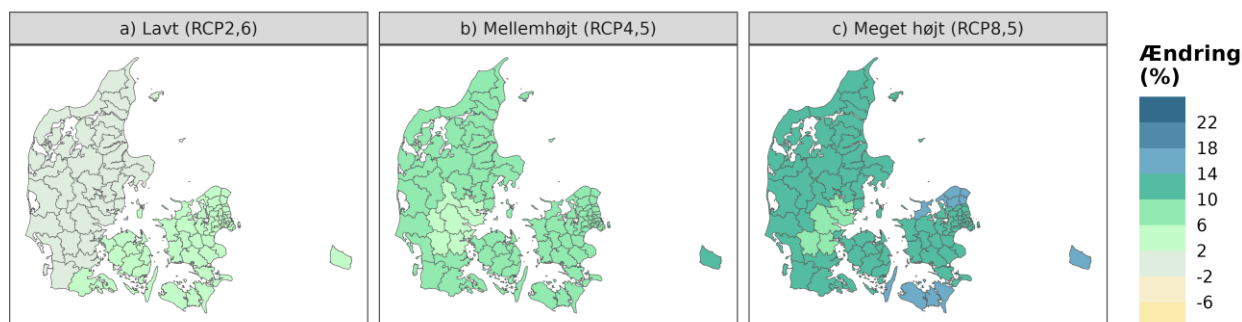 a) Lavt (RCP2,6)
b) Mellemhøjt (RCP4,5)
c) Meget højt (RCP8,5)
Ændring
(%)
22
18
14
10
6
2
-2
-6